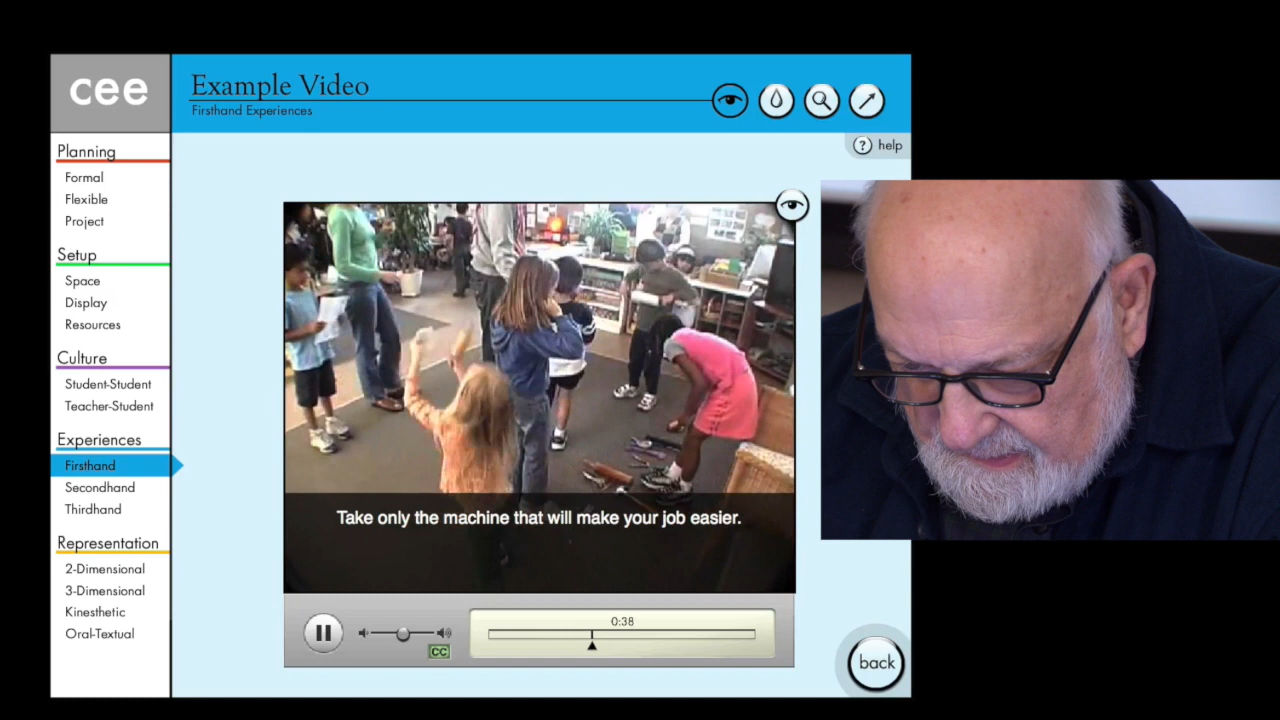 cee
Example Video
Firsthand Experiences
? help
Planning
Formal
Flexible
Project
Setup
Space
Display
Resources
Culture
Student-Student
Teacher-Student
Experiences
Firsthand
Secondhand
Thirdhand
Representation
2-Dimensional
3-Dimensional
Kinesthetic
Oral-Textual
Take only the machine that will make your job easier.
0:38
CC
back